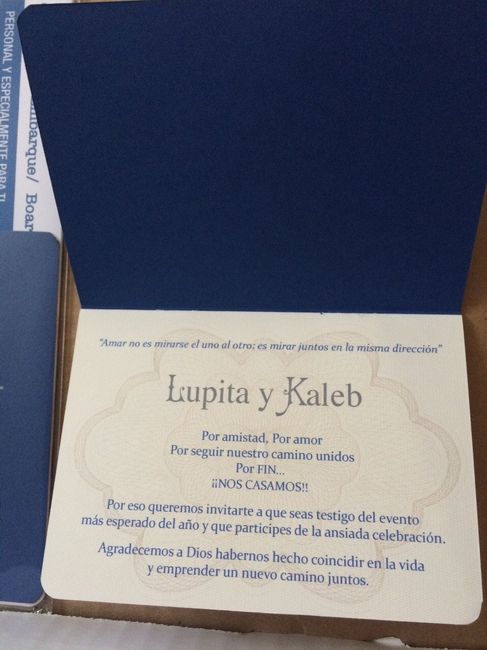 PERSONAL Y ESPECIALMENTE PARA TI
mbarque/ Boar
"Amar no es mirarse el uno al otro; es mirar juntos en la misma dirección"
Lupita y Kaleb
Por amistad, Por amor
Por seguir nuestro camino unidos
Por FIN...
¡¡NOS CASAMOS!!
Por eso queremos invitarte a que seas testigo del evento
más esperado del año y que participes de la ansiada celebración.
Agradecemos a Dios habernos hecho coincidir en la vida
y emprender un nuevo camino juntos.